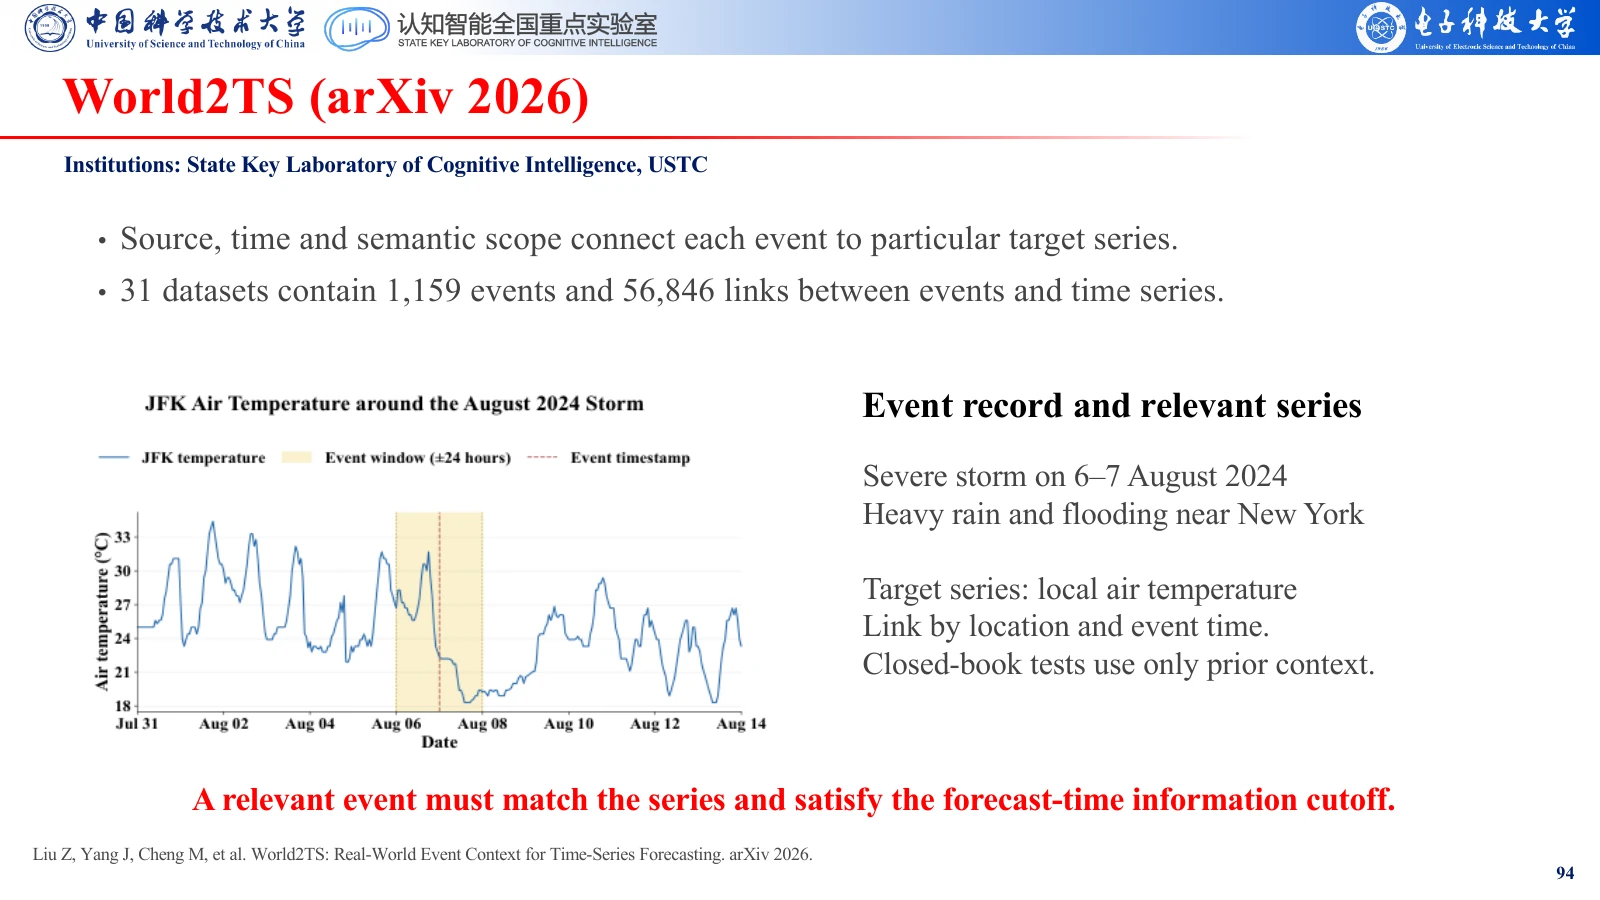 中国科学技术大学
University of Science and Technology of China
认知智能全国重点实验室
STATE KEY LABORATORY OF COGNITIVE INTELLIGENCE
电子科技大学
University of Electronic Science and Technology of China
World2TS (arXiv 2026)
Institutions: State Key Laboratory of Cognitive Intelligence, USTC
• Source, time and semantic scope connect each event to particular target series.
• 31 datasets contain 1,159 events and 56,846 links between events and time series.
JFK Air Temperature around the August 2024 Storm
JFK temperature Event window (±24 hours) Event timestamp
Air temperature (°C)
33
30
27
24
21
18
Jul 31 Aug 02 Aug 04 Aug 06 Aug 08 Aug 10 Aug 12 Aug 14
Date
Event record and relevant series
Severe storm on 6–7 August 2024
Heavy rain and flooding near New York
Target series: local air temperature
Link by location and event time.
Closed-book tests use only prior context.
A relevant event must match the series and satisfy the forecast-time information cutoff.
Liu Z, Yang J, Cheng M, et al. World2TS: Real-World Event Context for Time-Series Forecasting. arXiv 2026.
94